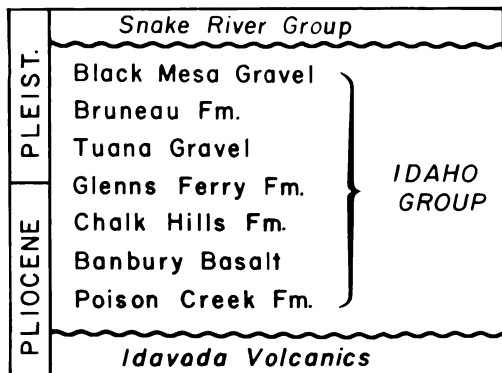 PLEIST.
PLIOCENE
Snake River Group
Black Mesa Gravel
Bruneau Fm.
Tuana Gravel
Glenns Ferry Fm.
Chalk Hills Fm.
Banbury Basalt
Poison Creek Fm.
IDAHO
GROUP
Idavada Volcanics